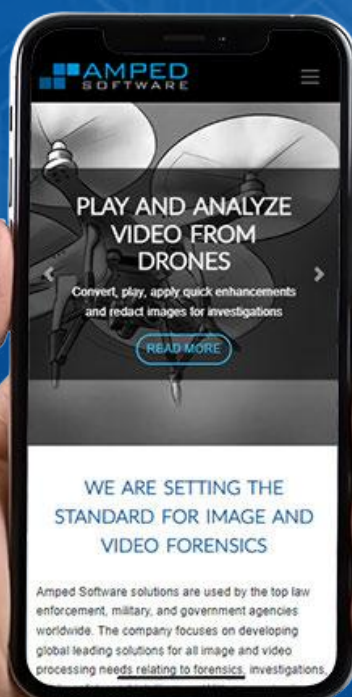 AMPED
SOFTWARE
PLAY AND ANALYZE
VIDEO FROM
DRONES
Convert, play, apply quick enhancements
and redact images for investigations
READ MORE
WE ARE SETTING THE
STANDARD FOR IMAGE AND
VIDEO FORENSICS
Amped Software solutions are used by the top law
enforcement, military, and government agencies
worldwide. The company focuses on developing
global leading solutions for all image and video
processing needs relating to forensics, investigations,